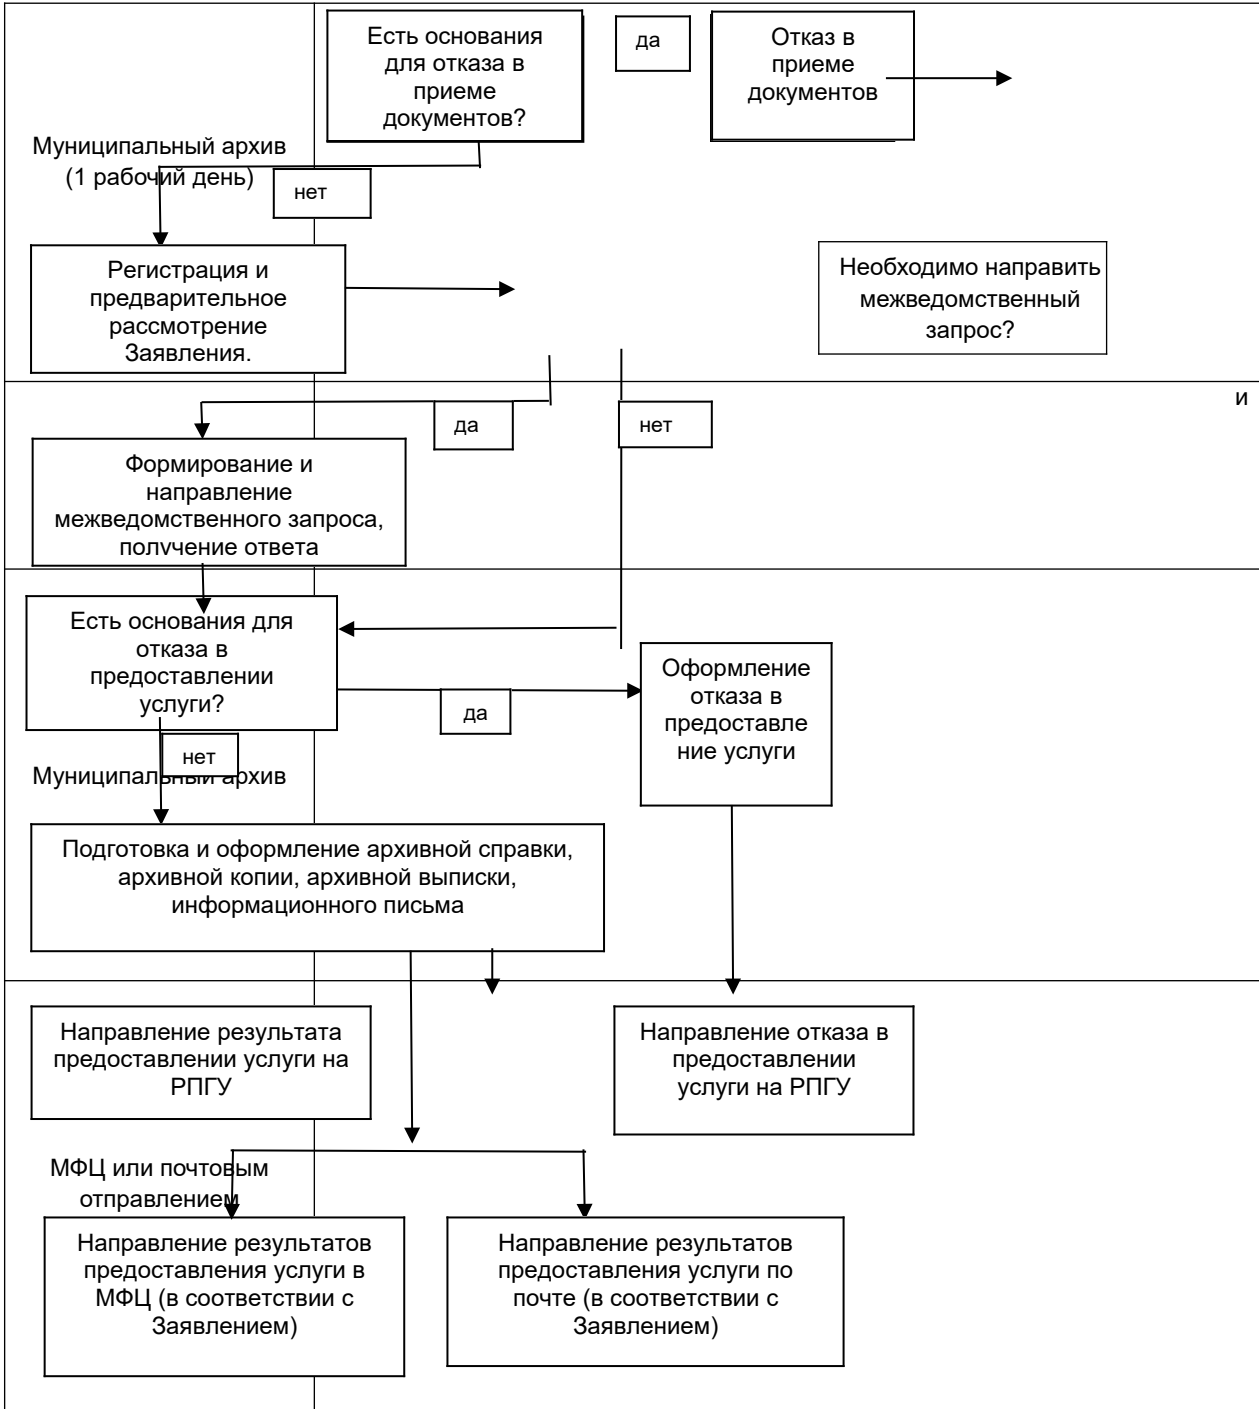 Есть основания
для отказа в
приеме
документов?
да
Отказ в
приеме
документов
Муниципальный архив
(1 рабочий день)
нет
Регистрация и
предварительное
рассмотрение
Заявления.
Необходимо направить
межведомственный
запрос?
и
да
нет
Формирование и
направление
межведомственного запроса,
получение ответа
Есть основания для
отказа в
предоставлении
услуги?
да
Оформление
отказа в
предоставле
ние услуги
нет
Муниципальный архив
Подготовка и оформление архивной справки,
архивной копии, архивной выписки,
информационного письма
Направление результата
предоставлении услуги на
РПГУ
Направление отказа в
предоставлении
услуги на РПГУ
МФЦ или почтовым
отправлением
Направление результатов
предоставления услуги в
МФЦ (в соответствии с
Заявлением)
Направление результатов
предоставления услуги по
почте (в соответствии с
Заявлением)